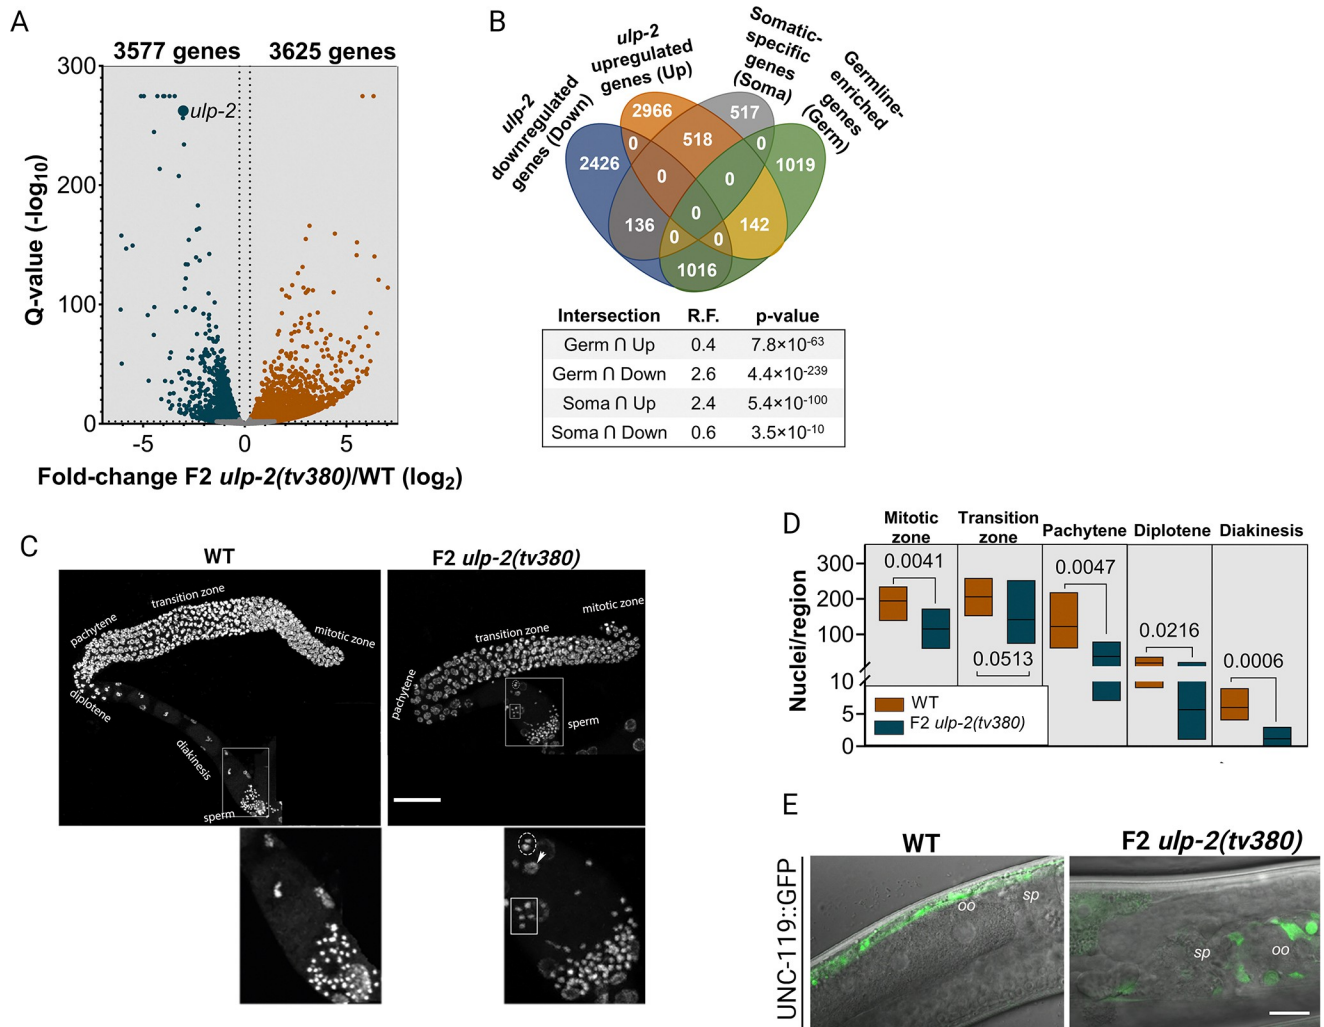 A
3577 genes 3625 genes
300
200
100
0
-5 0 5
ulp-2
Q-value (-log10)
Fold-change F2 ulp-2(tv380)/WT (log2)
B
ulp-2
downregulated
genes (Down)
ulp-2
upregulated
genes (Up)
Somatic-
specific
genes
(Soma)
Germline-
enriched
genes
(Germ)
2966 517
0 518 0
2426 0 0 1019
0
136 142
0 0
1016
Intersection R.F. p-value
Germ ∩ Up 0.4 7.8×10-63
Germ ∩ Down 2.6 4.4×10-239
Soma ∩ Up 2.4 5.4×10-100
Soma ∩ Down 0.6 3.5×10-10
C
WT
transition zone
pachytene
mitotic zone
diplotene
diakinesis
sperm
F2 ulp-2(tv380)
mitotic zone
transition zone
pachytene
sperm
D
Mitotic
zone
Transition
zone
Pachytene
Diplotene
Diakinesis
Nuclei/region
300
200
100
10
5
0
0.0041
0.0513
0.0047
0.0216
0.0006
WT
F2 ulp-2(tv380)
E
WT F2 ulp-2(tv380)
UNC-119::GFP
oo sp
sp oo